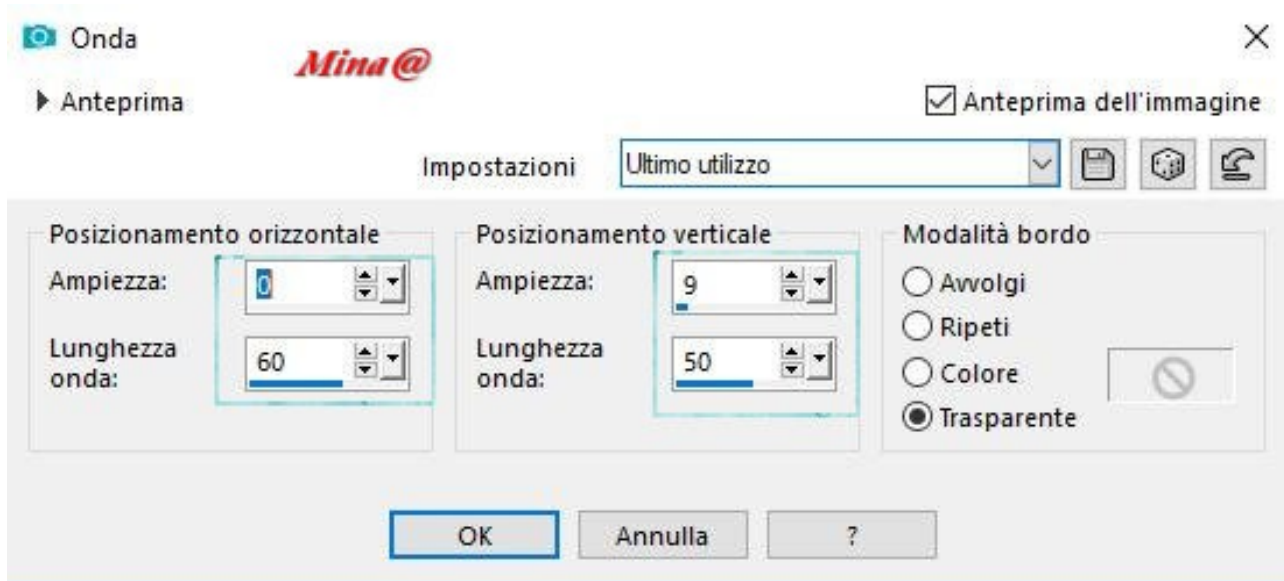 Onda
Mina@
Anteprima
Anteprima dell'immagine
Impostazioni
Ultimo utilizzo
Posizionamento orizzontale
Ampiezza:
0
Lunghezza
onda:
60
Posizionamento verticale
Ampiezza:
9
Lunghezza
onda:
50
Modalità bordo
Avvolgi
Ripeti
Colore
Trasparente
OK
Annulla
?